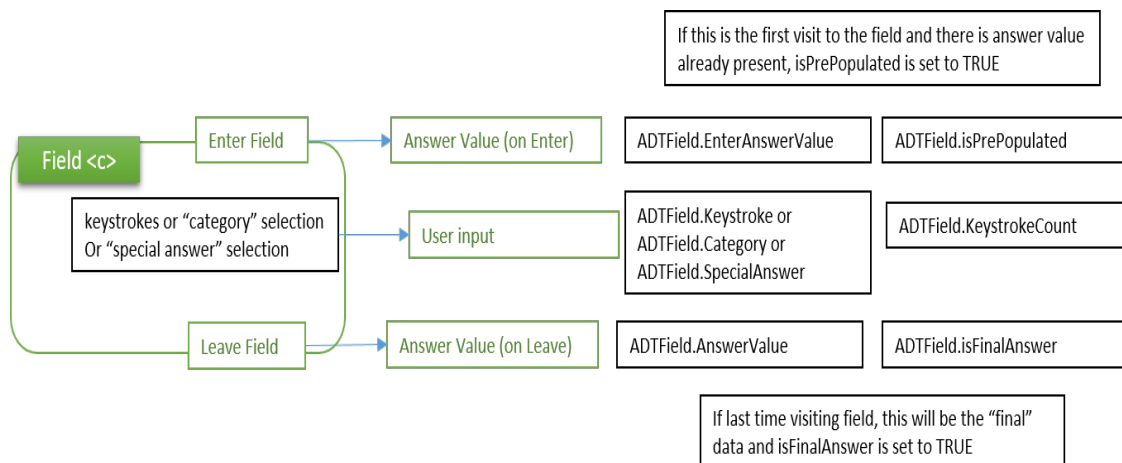 If this is the first visit to the field and there is answer value
already present, isPrePopulated is set to TRUE
Enter Field
Answer Value (on Enter)
ADTField.EnterAnswerValue
ADTField.isPrePopulated
Field <c>
keystrokes or “category” selection
Or “special answer” selection
User input
ADTField.Keystroke or
ADTField.Category or
ADTField.SpecialAnswer
ADTField.KeystrokeCount
Leave Field
Answer Value (on Leave)
ADTField.AnswerValue
ADTField.isFinalAnswer
If last time visiting field, this will be the “final”
data and isFinalAnswer is set to TRUE